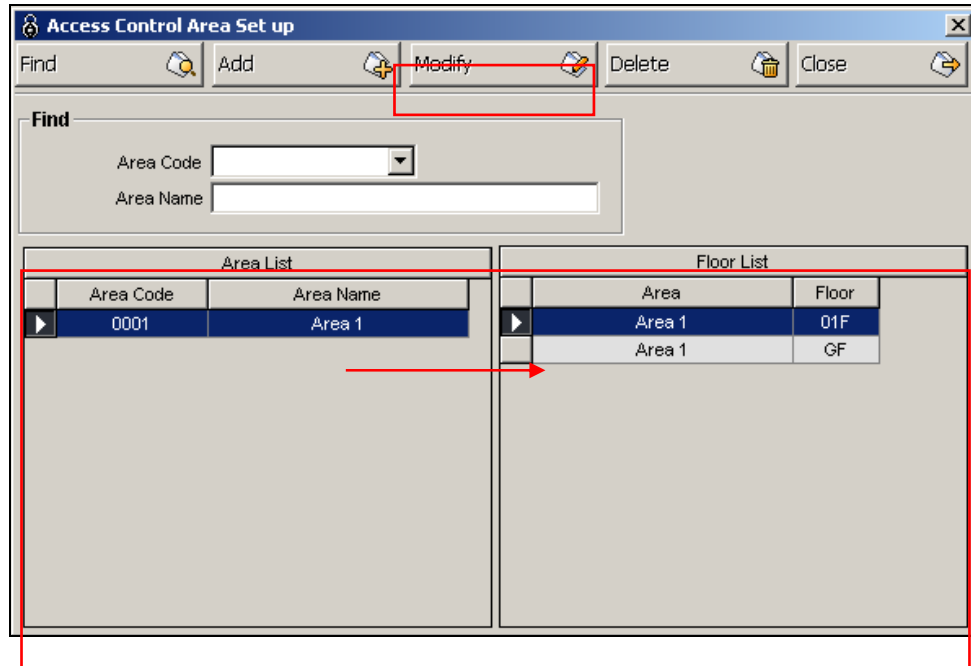 Access Control Area Set up
Find Add Modify Delete Close
Find
Area Code
Area Name
Area List Floor List
Area Code Area Name Area Floor
0001 Area 1 Area 1 01F
Area 1 GF